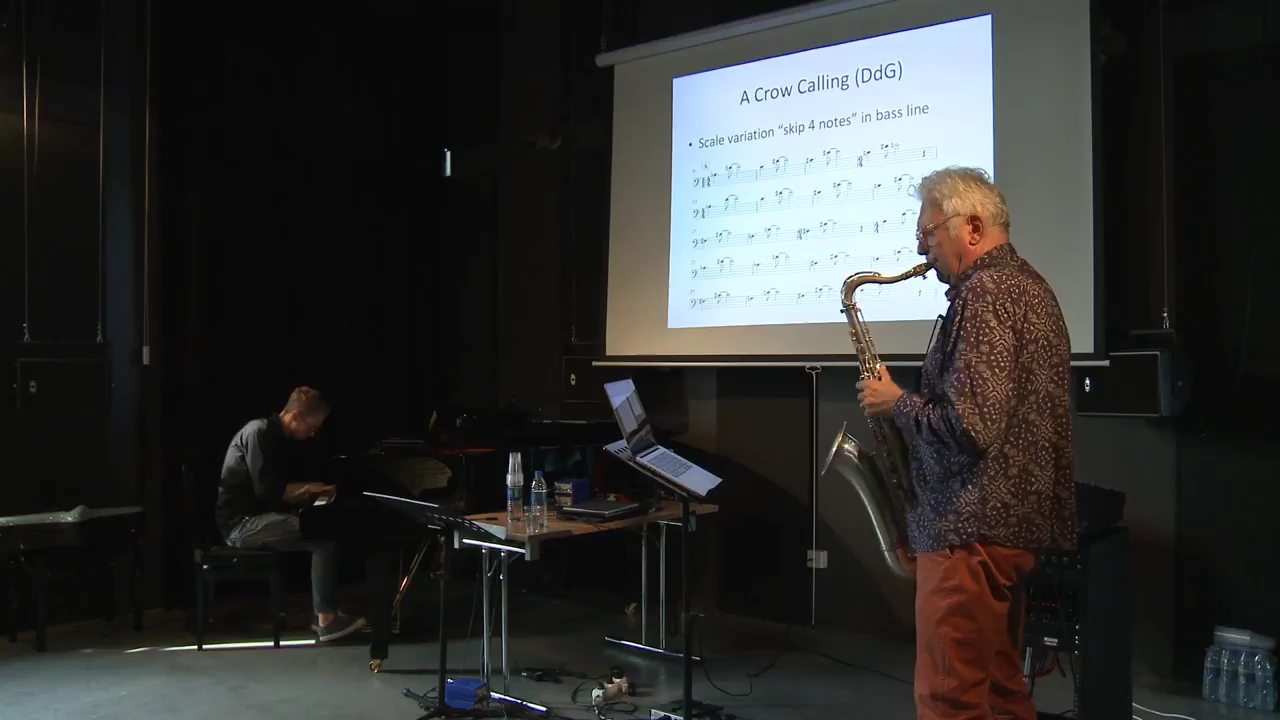 A Crow Calling (DdG)
• Scale variation "skip 4 notes" in bass line